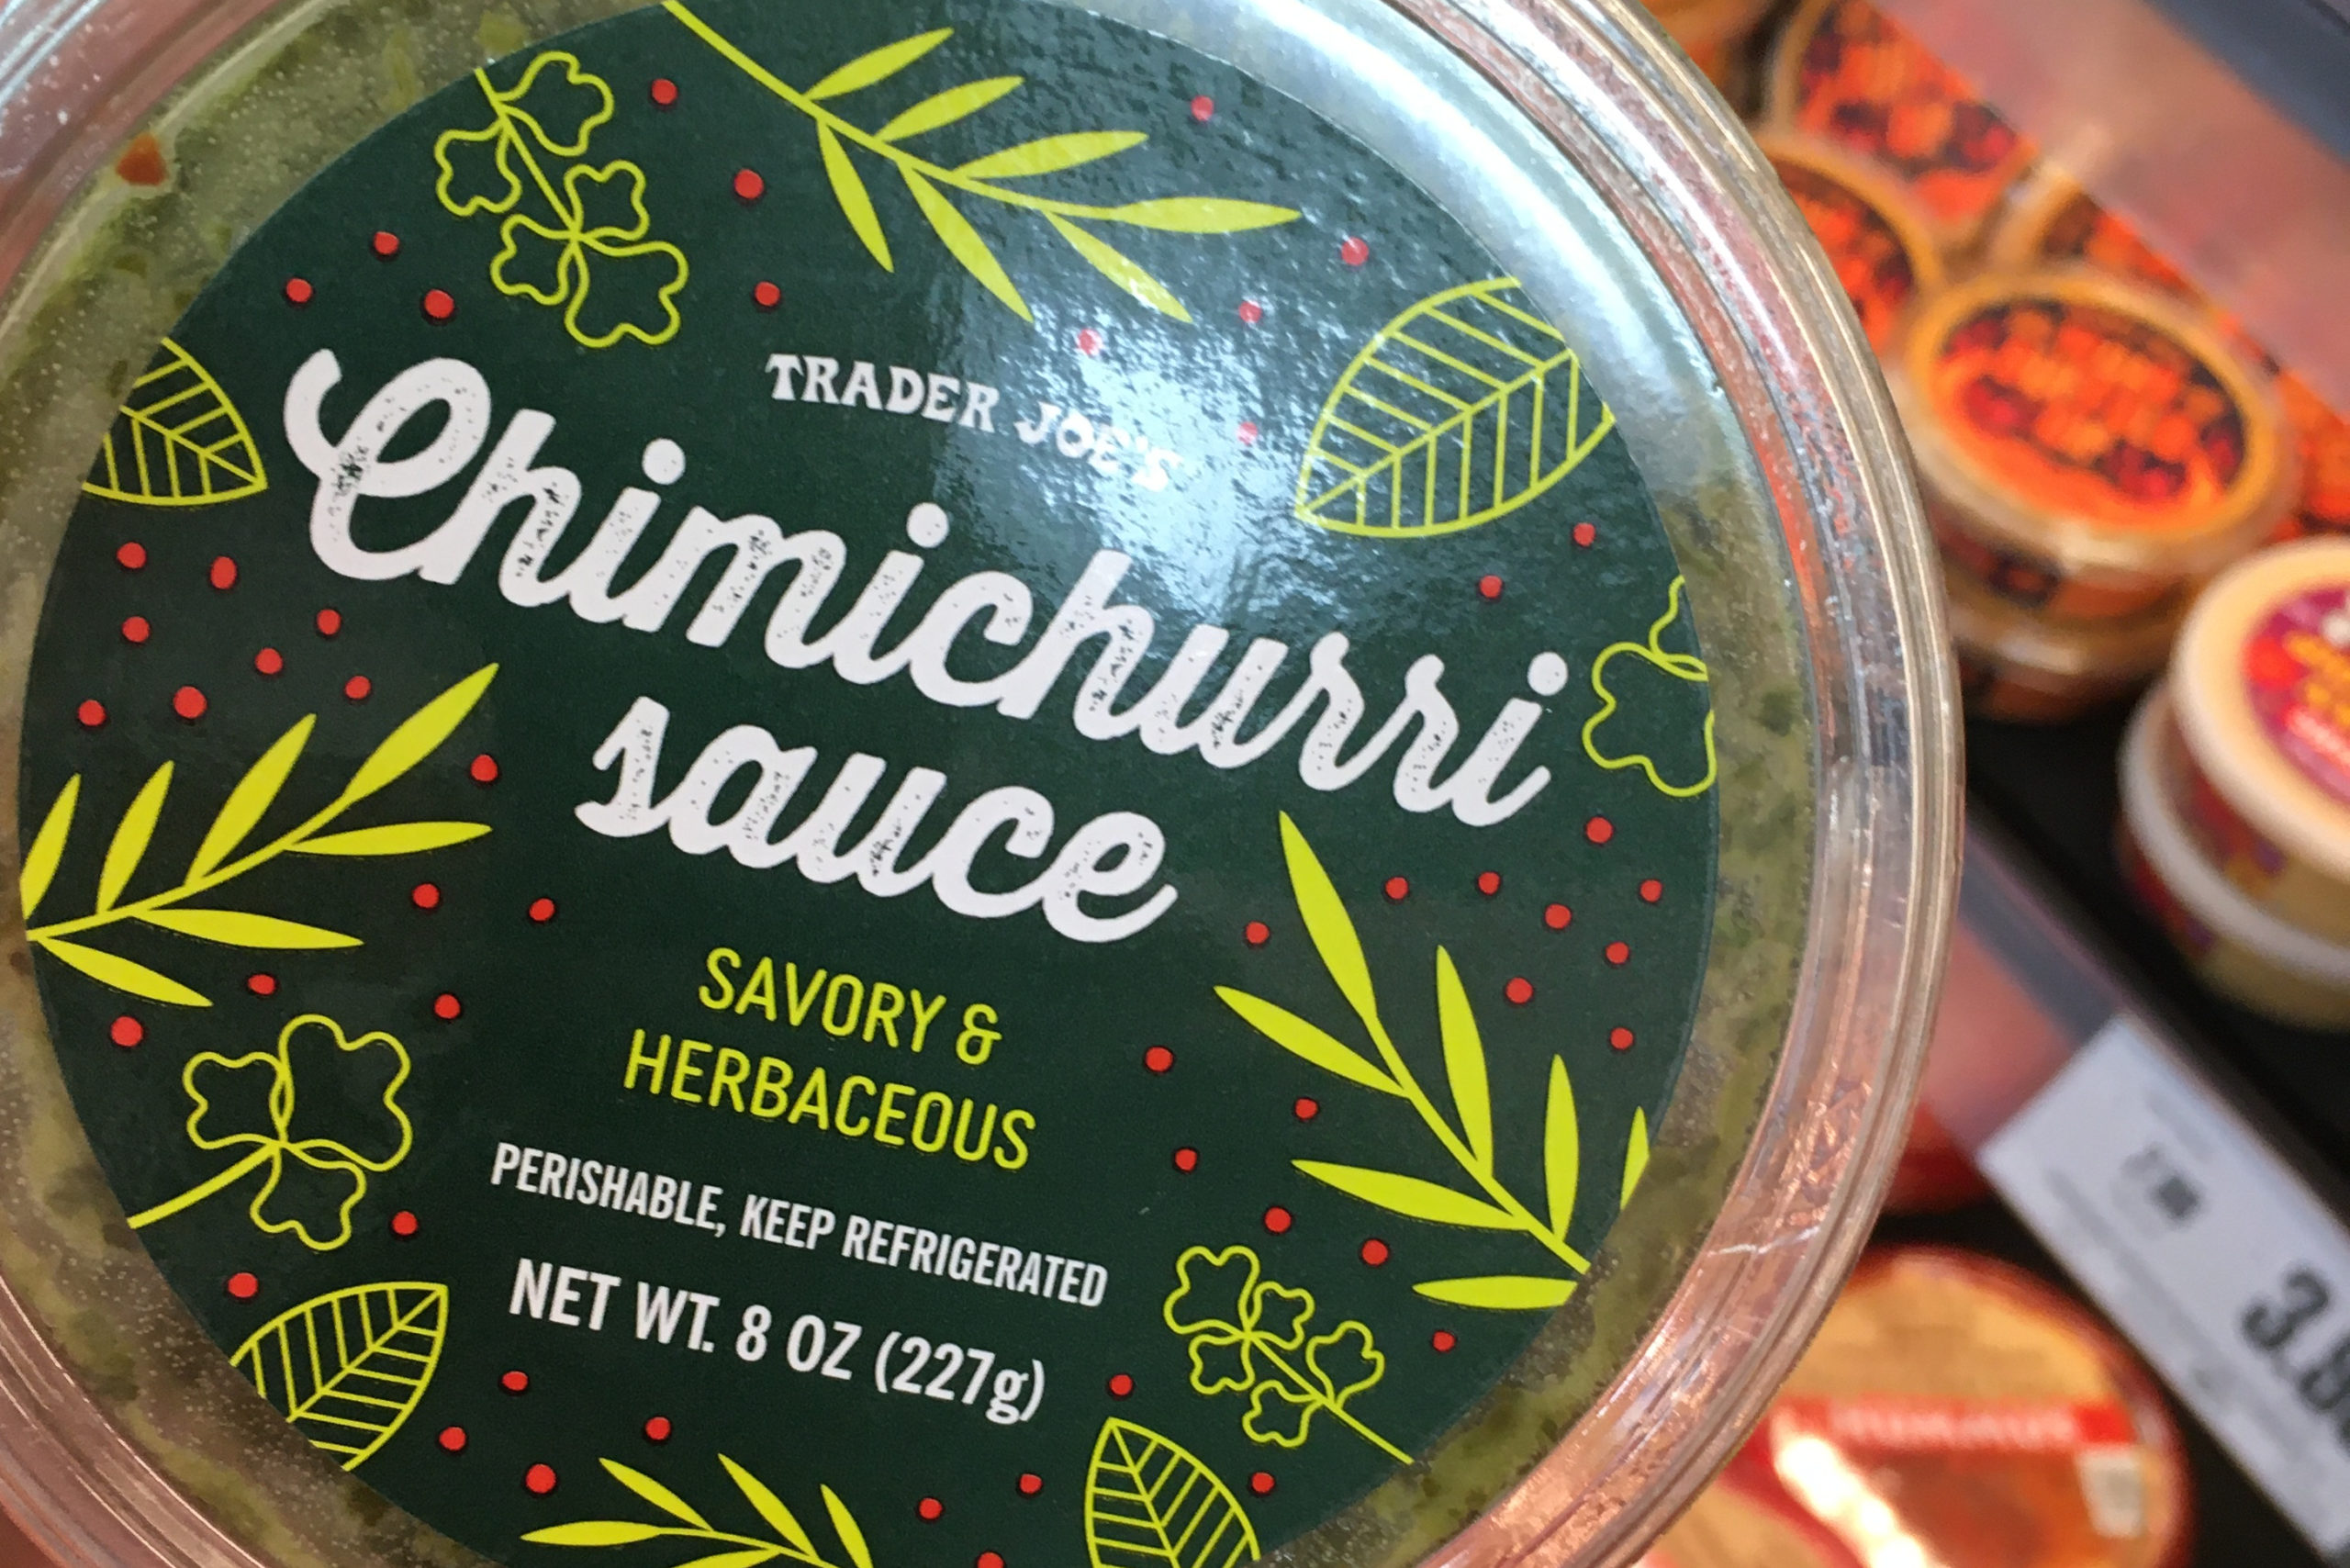 TRADER JOE'S
Chimichurri
sauce
SAVORY &
HERBACEOUS
PERISHABLE, KEEP REFRIGERATED
NET WT. 8 OZ (227g)